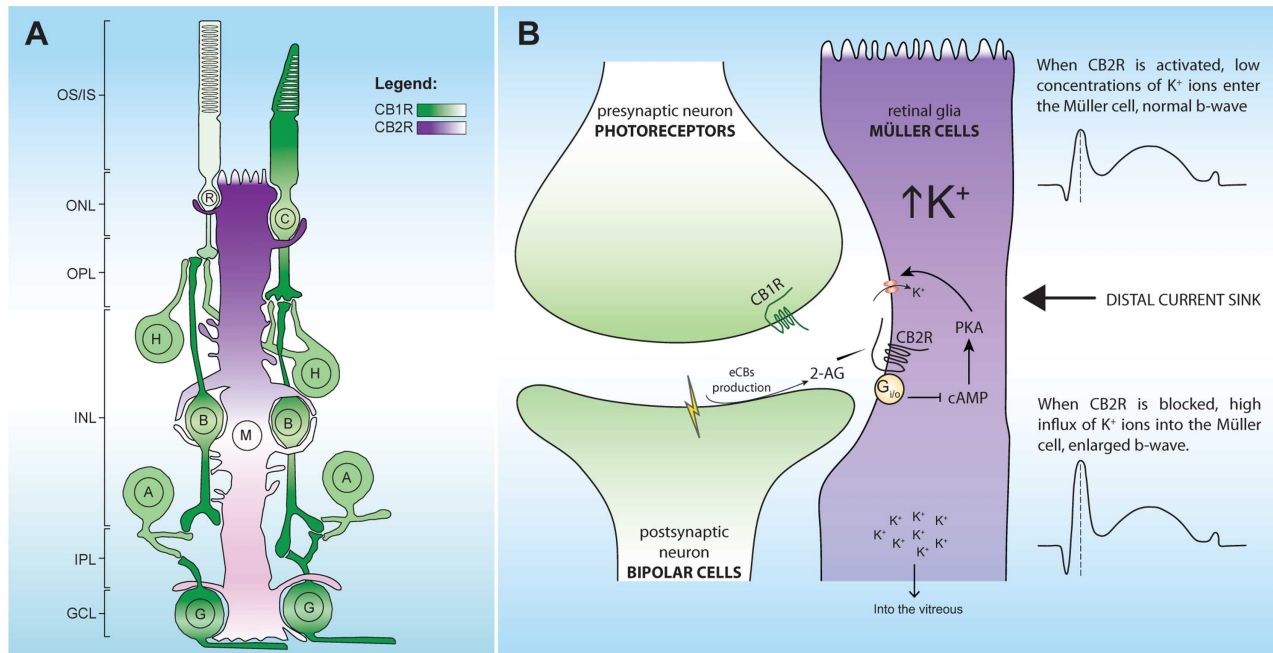 A
Legend:
CB1R
CB2R
OS/IS
ONL
OPL
INL
IPL
GCL
R
C
H
H
B
B
M
A
A
G
G
B
presynaptic neuron
PHOTORECEPTORS
CB1R
eCBs
production
2-AG
postsynaptic
neuron
BIPOLAR CELLS
retinal glia
MÜLLER CELLS
↑K⁺
K⁺
PKA
CB2R
Gi/o
cAMP
K⁺ K⁺ K⁺
K⁺ K⁺ K⁺
K⁺ K⁺
K⁺
Into the vitreous
When CB2R is activated, low
concentrations of K⁺ ions enter
the Müller cell, normal b-wave
DISTAL CURRENT SINK
When CB2R is blocked, high
influx of K⁺ ions into the Müller
cell, enlarged b-wave.